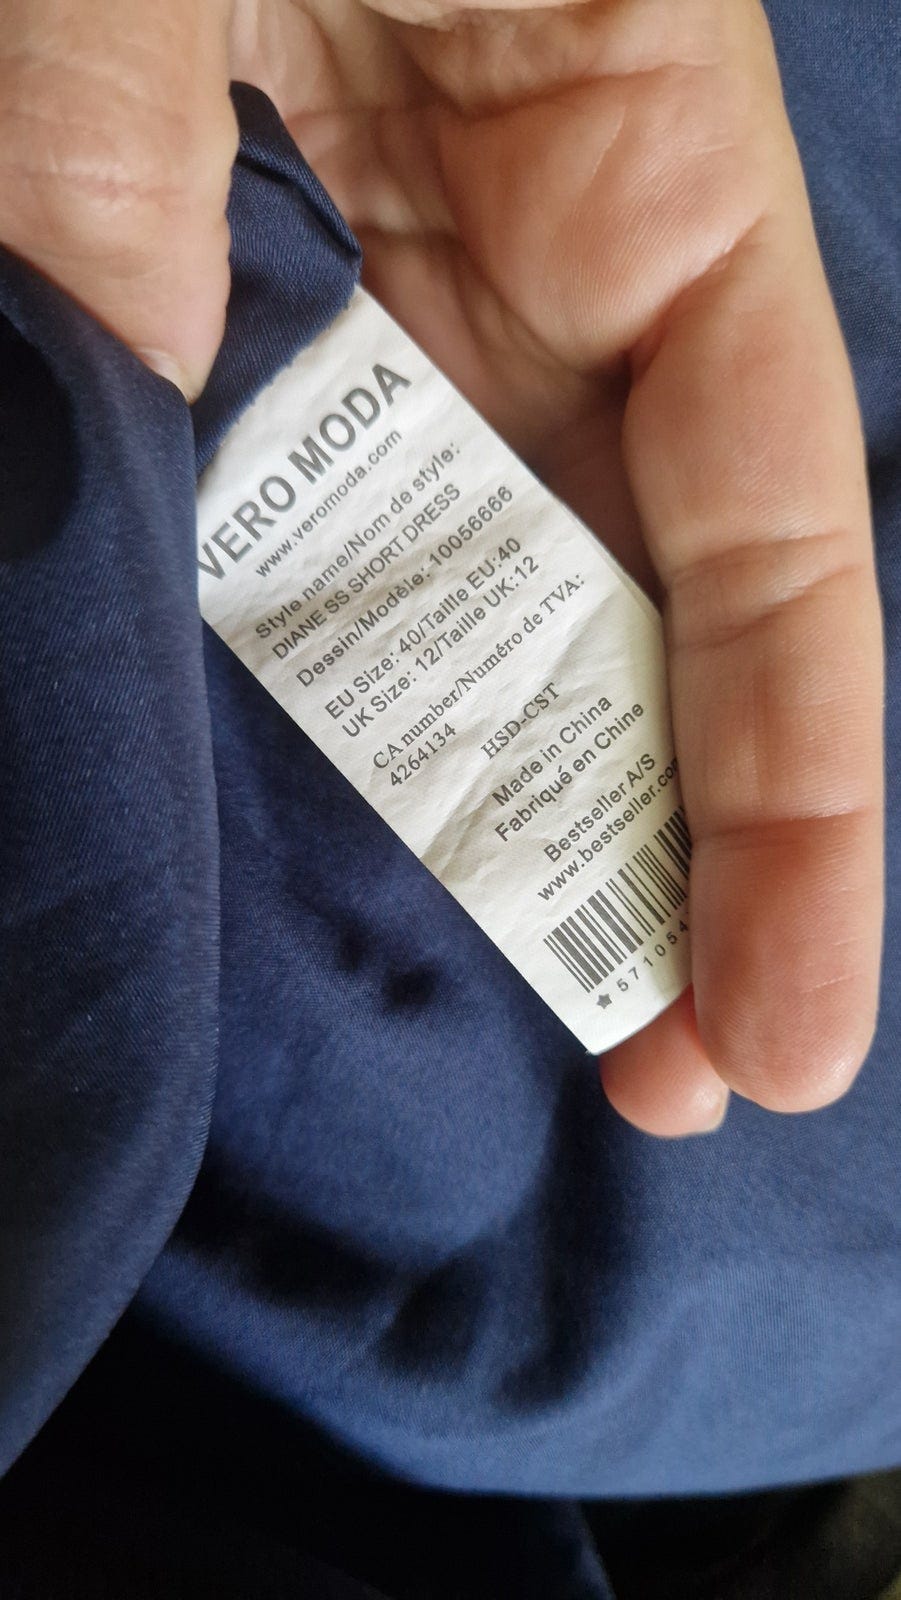 VERO MODA
www.veromoda.com
Style name/Nom de style:
DIANE SS SHORT DRESS
Dessin/Modèle: 10056666
EU Size: 40/Taille EU:40
UK Size: 12/Taille UK:12
CA number/Numéro de TVA:
4264134
HSD-CST
Made in China
Fabriqué en Chine
Bestseller A/S
www.bestseller.com
571054